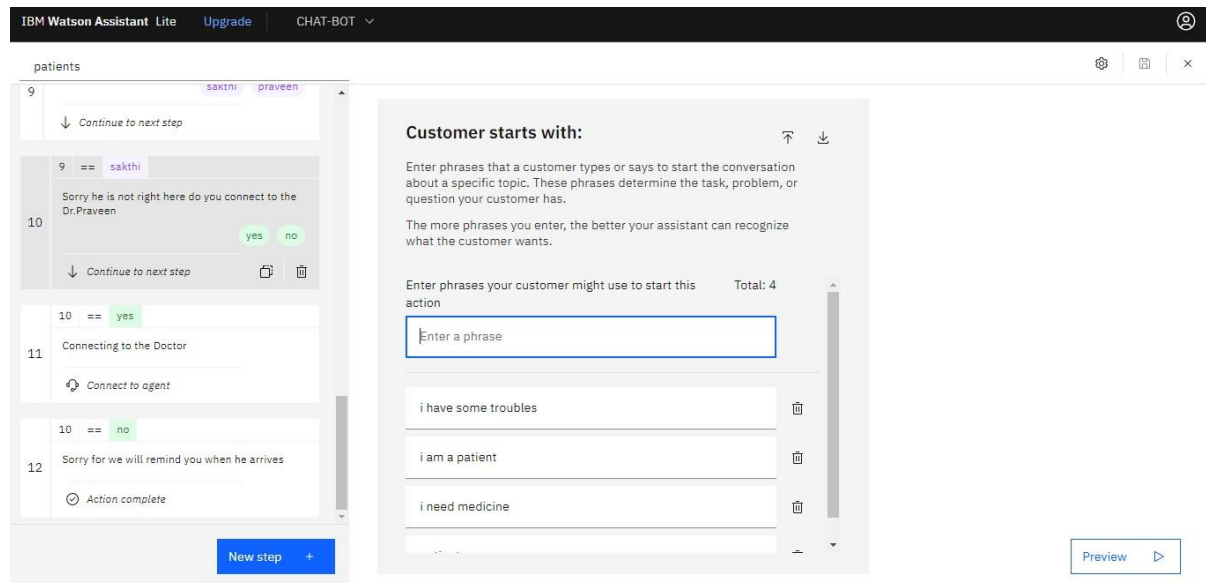 IBM Watson Assistant Lite Upgrade CHAT-BOT
patients
9
sakthi praveen
Continue to next step
9 == sakthi
10
Sorry he is not right here do you connect to the
Dr.Praveen
yes no
Continue to next step
10 == yes
11
Connecting to the Doctor
Connect to agent
10 == no
12
Sorry for we will remind you when he arrives
Action complete
New step +
Customer starts with:
Enter phrases that a customer types or says to start the conversation
about a specific topic. These phrases determine the task, problem, or
question your customer has.
The more phrases you enter, the better your assistant can recognize
what the customer wants.
Enter phrases your customer might use to start this
action
Total: 4
Enter a phrase
i have some troubles
i am a patient
i need medicine
Preview